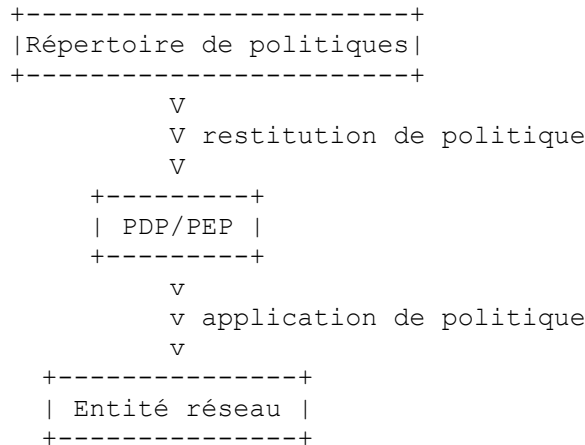 +------------------------+
|Répertoire de politiques|
+------------------------+
V
V restitution de politique
V
+---------+
| PDP/PEP |
+---------+
v
v application de politique
v
+---------------+
| Entité réseau |
+---------------+